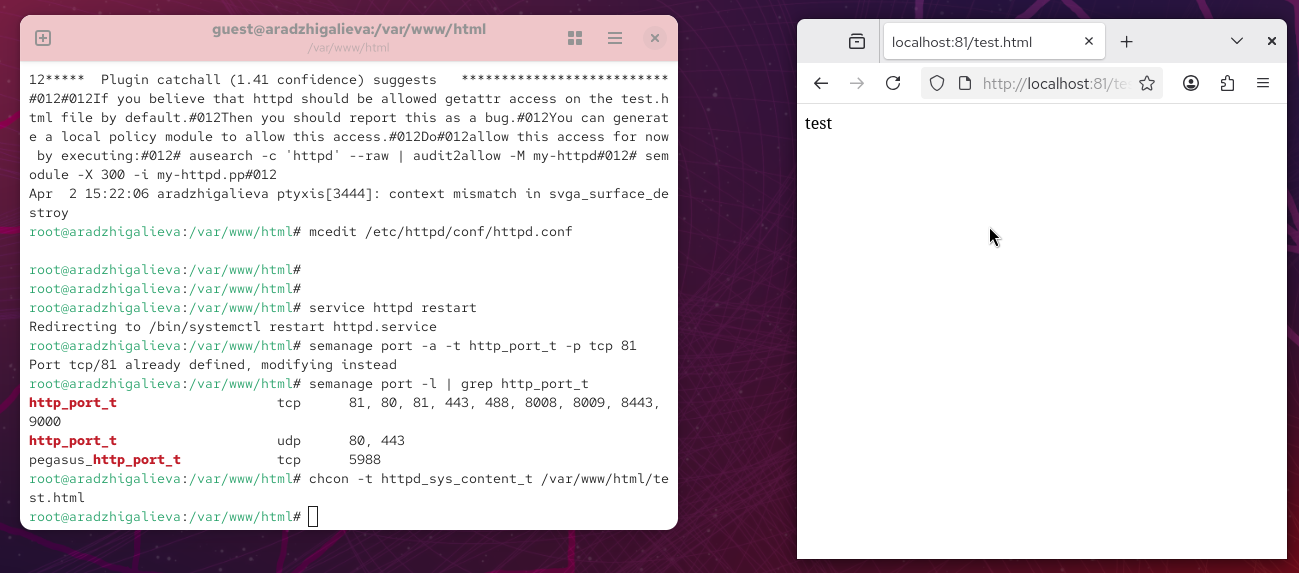 guest@aradzhigalieva:/var/www/html
/var/www/html
12*****  Plugin catchall (1.41 confidence) suggests   **************************
#012#012If you believe that httpd should be allowed getattr access on the test.h
tml file by default.#012Then you should report this as a bug.#012You can generat
e a local policy module to allow this access.#012Do#012allow this access for now
 by executing:#012# ausearch -c 'httpd' --raw | audit2allow -M my-httpd#012# sem
odule -X 300 -i my-httpd.pp#012
Apr  2 15:22:06 aradzhigalieva ptyxis[3444]: context mismatch in svga_surface_de
stroy
root@aradzhigalieva:/var/www/html# mcedit /etc/httpd/conf/httpd.conf
root@aradzhigalieva:/var/www/html#
root@aradzhigalieva:/var/www/html#
root@aradzhigalieva:/var/www/html# service httpd restart
Redirecting to /bin/systemctl restart httpd.service
root@aradzhigalieva:/var/www/html# semanage port -a -t http_port_t -p tcp 81
Port tcp/81 already defined, modifying instead
root@aradzhigalieva:/var/www/html# semanage port -l | grep http_port_t
http_port_t                    tcp      81, 80, 81, 443, 488, 8008, 8009, 8443,
9000
http_port_t                    udp      80, 443
pegasus_http_port_t            tcp      5988
root@aradzhigalieva:/var/www/html# chcon -t httpd_sys_content_t /var/www/html/te
st.html
root@aradzhigalieva:/var/www/html#
localhost:81/test.html
http://localhost:81/te
test